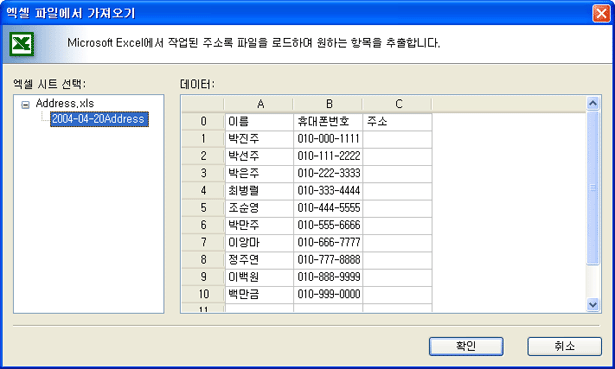 엑셀 파일에서 가져오기
Microsoft Excel에서 작업된 주소록 파일을 로드하여 원하는 항목을 추출합니다.
엑셀 시트 선택:
데이터:
Address.xls
2004-04-20Address
A B C
0 이름 휴대폰번호 주소
1 박진주 010-000-1111
2 박선주 010-111-2222
3 박은주 010-222-3333
4 최병렬 010-333-4444
5 조순영 010-444-5555
6 박만주 010-555-6666
7 이앙마 010-666-7777
8 정주연 010-777-8888
9 이백원 010-888-9999
10 백만금 010-999-0000
11
확인 취소